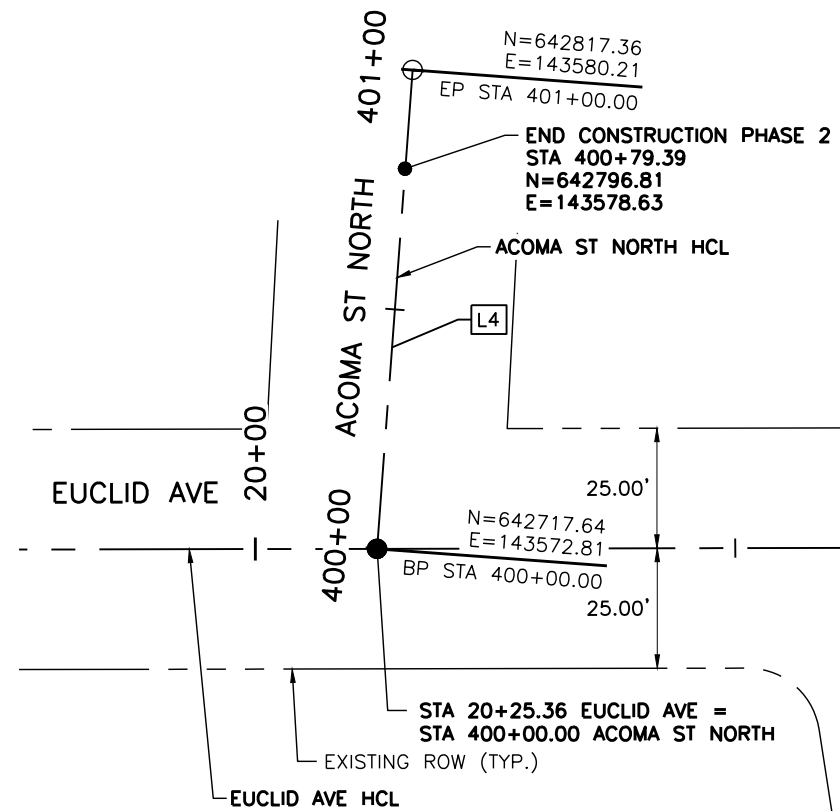 401+00
N=642817.36
E=143580.21
EP STA 401+00.00
END CONSTRUCTION PHASE 2
STA 400+79.39
N=642796.81
E=143578.63
ACOMA ST NORTH
ACOMA ST NORTH HCL
L4
20+00
EUCLID AVE
25.00'
400+00
N=642717.64
E=143572.81
BP STA 400+00.00
25.00'
STA 20+25.36 EUCLID AVE =
STA 400+00.00 ACOMA ST NORTH
EXISTING ROW (TYP.)
EUCLID AVE HCL